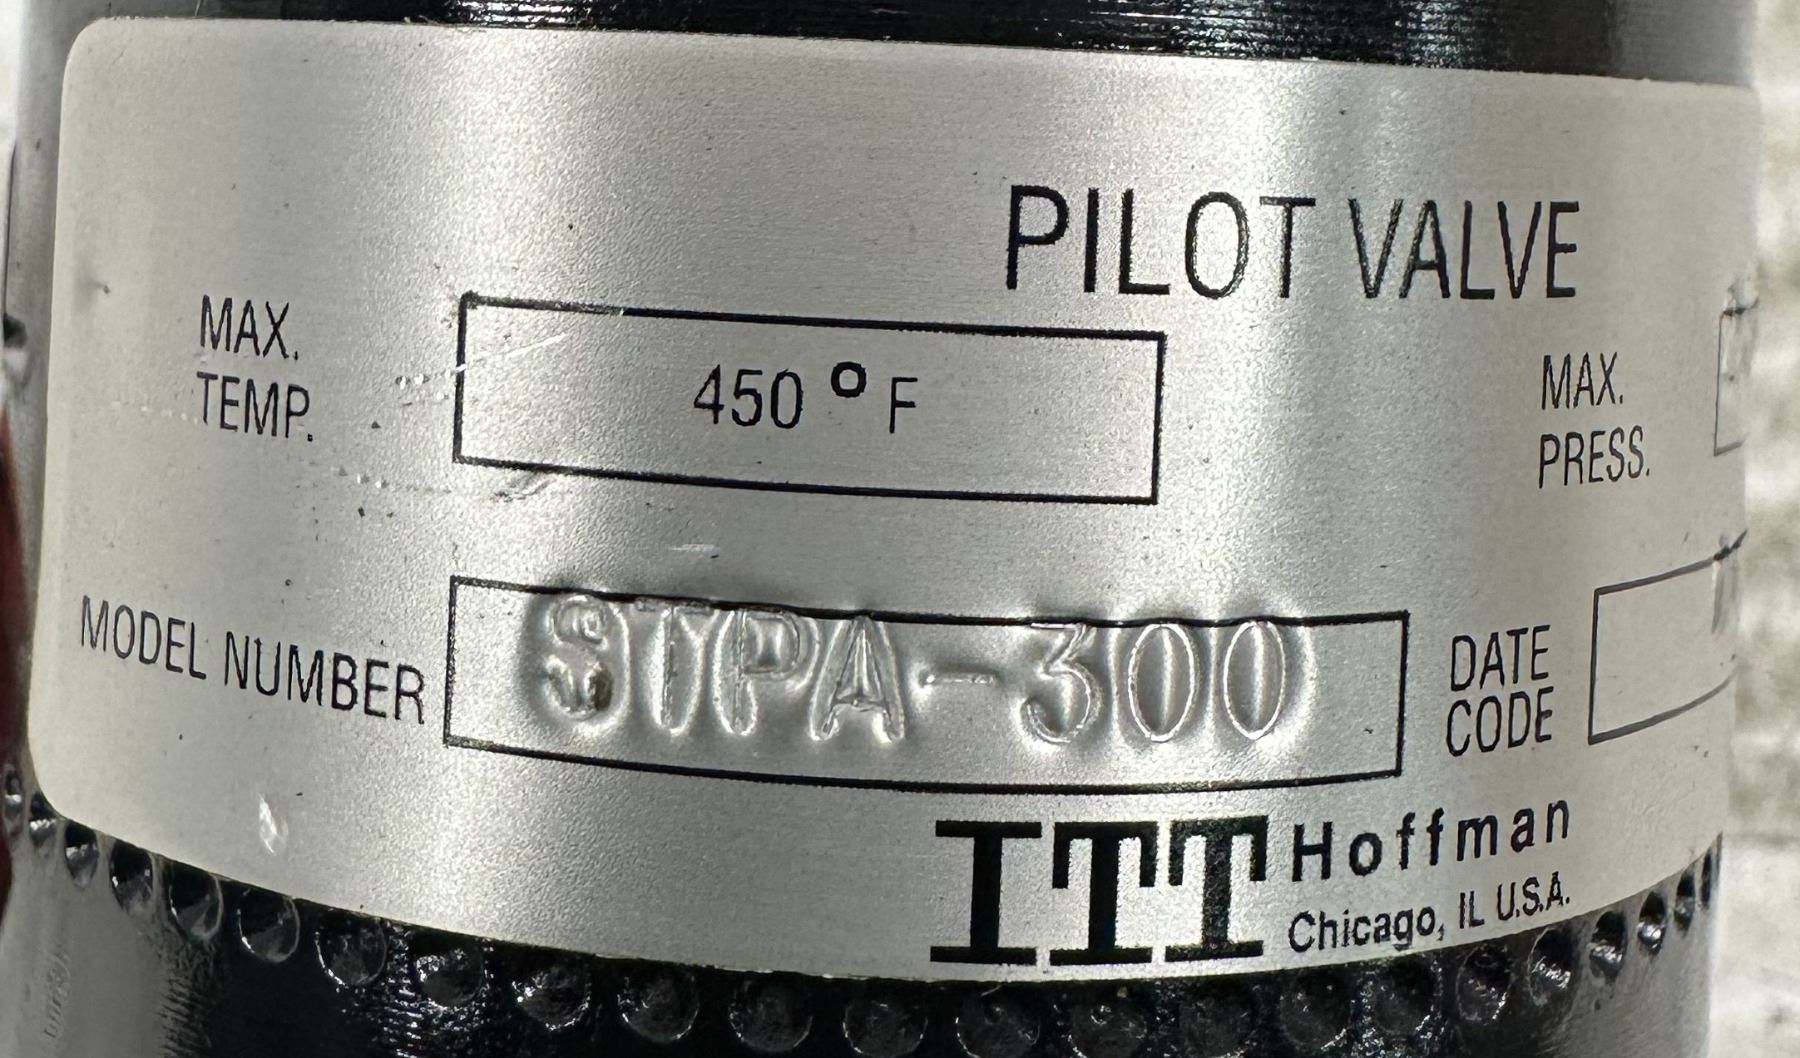 PILOT VALVE
MAX.
TEMP.
450 ° F
MAX.
PRESS.
MODEL NUMBER
STPA-300
DATE
CODE
ITT Hoffman
Chicago, IL U.S.A.